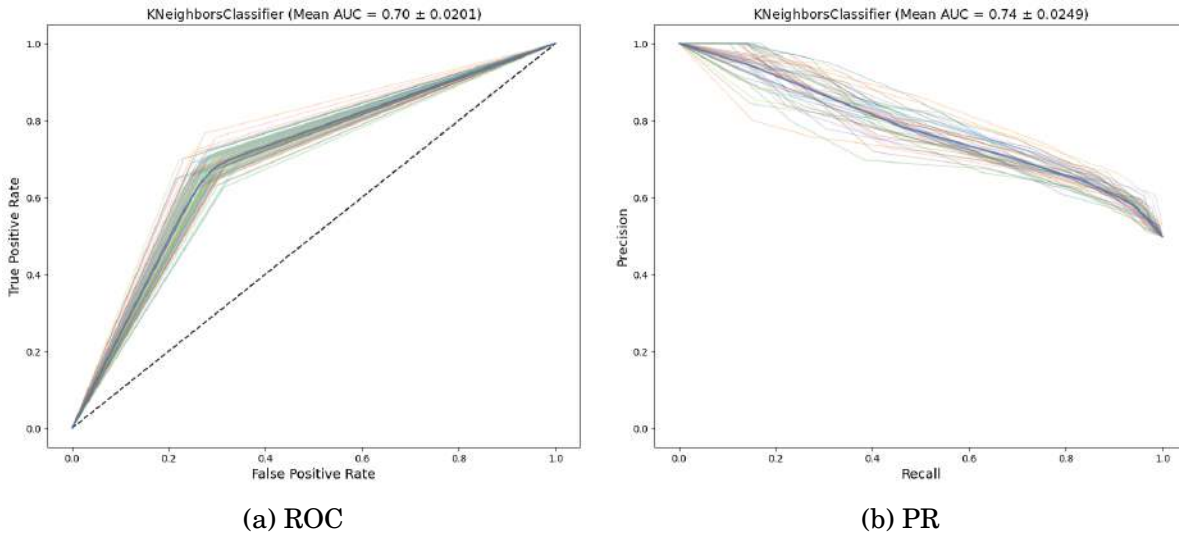 KNeighborsClassifier (Mean AUC = 0.70 ± 0.0201)
1.0
0.8
0.6
0.4
0.2
0.0
True Positive Rate
0.0 0.2 0.4 0.6 0.8 1.0
False Positive Rate
(a) ROC
KNeighborsClassifier (Mean AUC = 0.74 ± 0.0249)
1.0
0.8
0.6
0.4
0.2
0.0
Precision
0.0 0.2 0.4 0.6 0.8 1.0
Recall
(b) PR